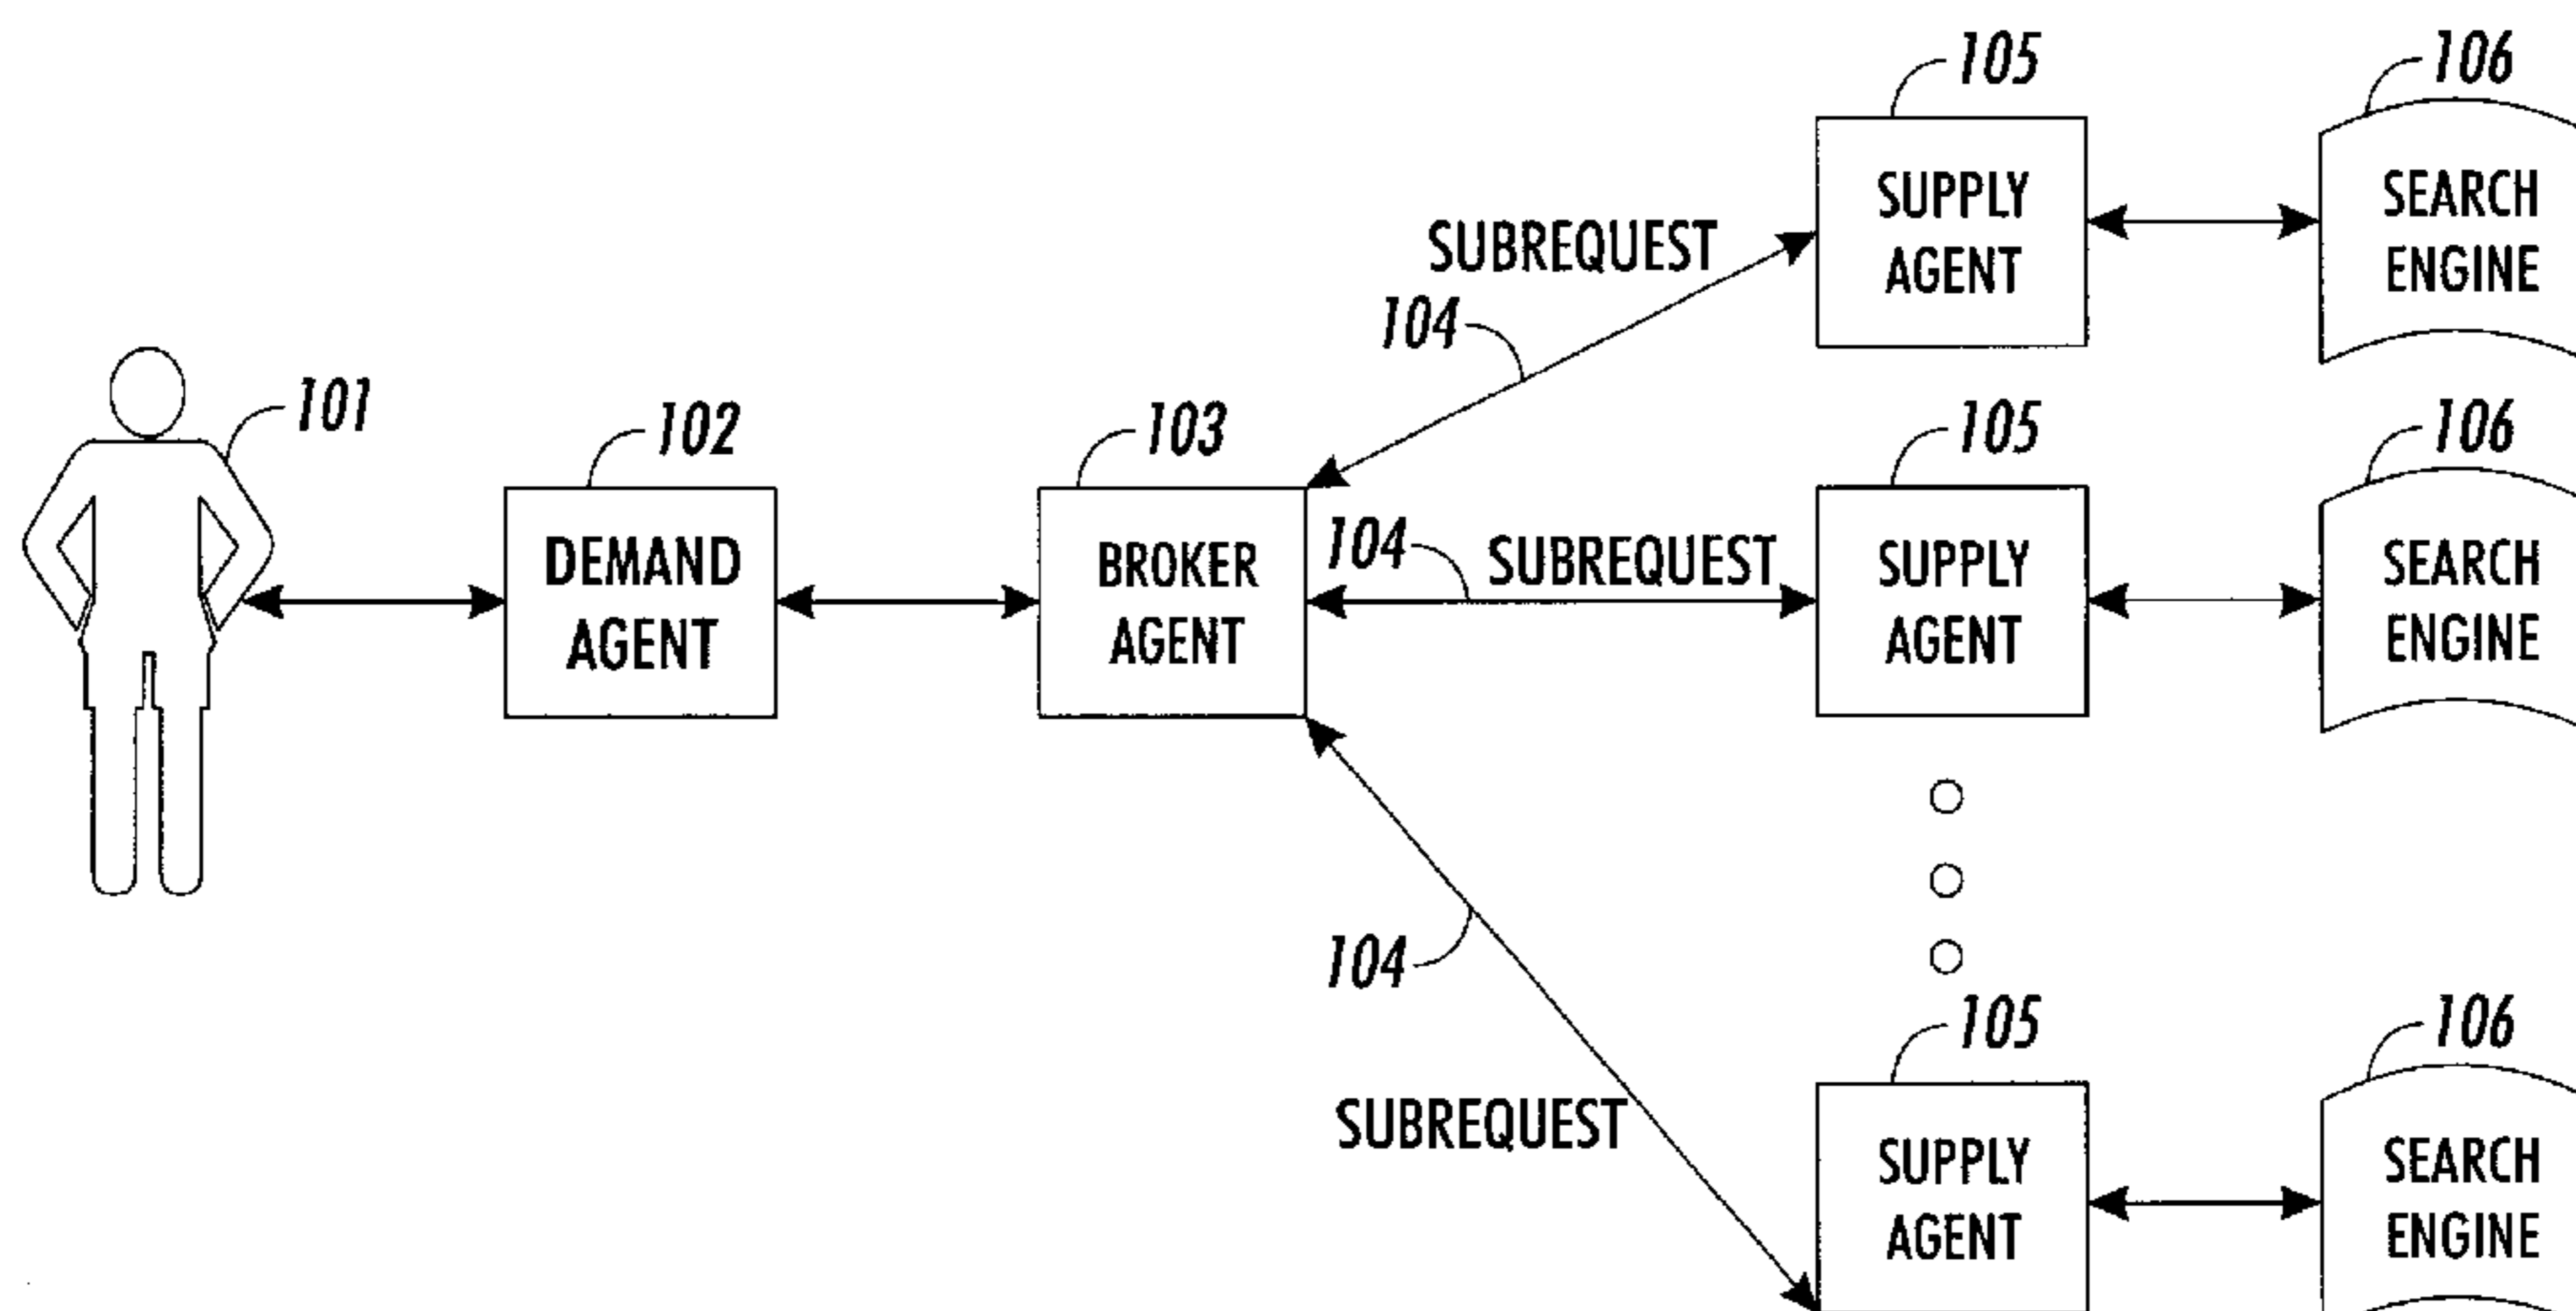 105
106
SUPPLY
AGENT
SEARCH
ENGINE
SUBREQUEST
104
101
102
103
105
106
DEMAND
AGENT
BROKER
AGENT
104
SUBREQUEST
SUPPLY
AGENT
SEARCH
ENGINE
104
105
106
SUBREQUEST
SUPPLY
AGENT
SEARCH
ENGINE